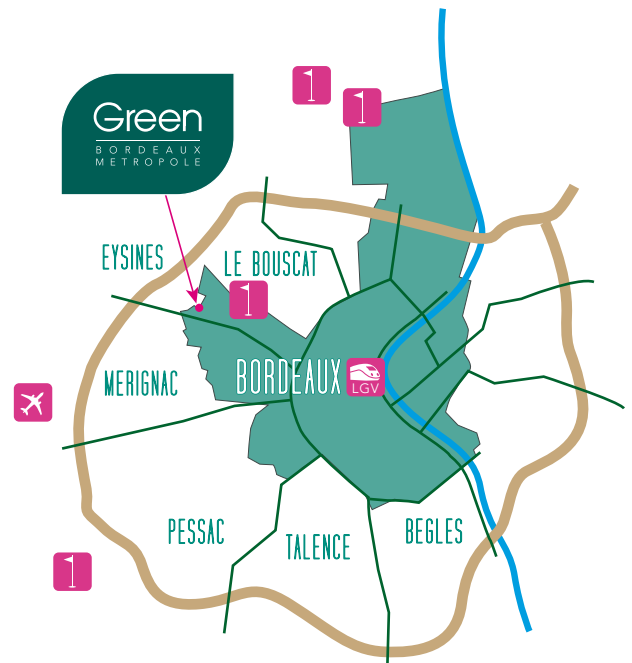 Green
BORDEAUX
METROPOLE
EYSINES
LE BOUSCAT
MERIGNAC
BORDEAUX
LGV
PESSAC
TALENCE
BEGLES